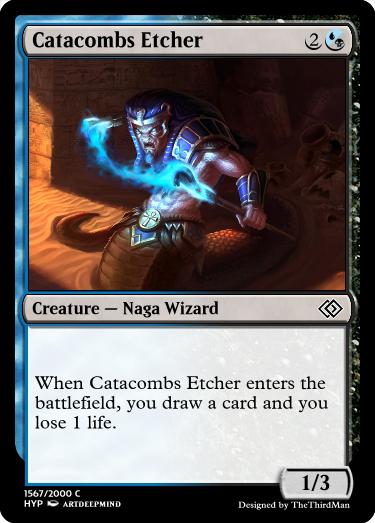 Catacombs Etcher 2
Creature — Naga Wizard
When Catacombs Etcher enters the
battlefield, you draw a card and you
lose 1 life.
1/3
1567/2000 C
HYP ARTDEEPMIND
Designed by TheThirdMan